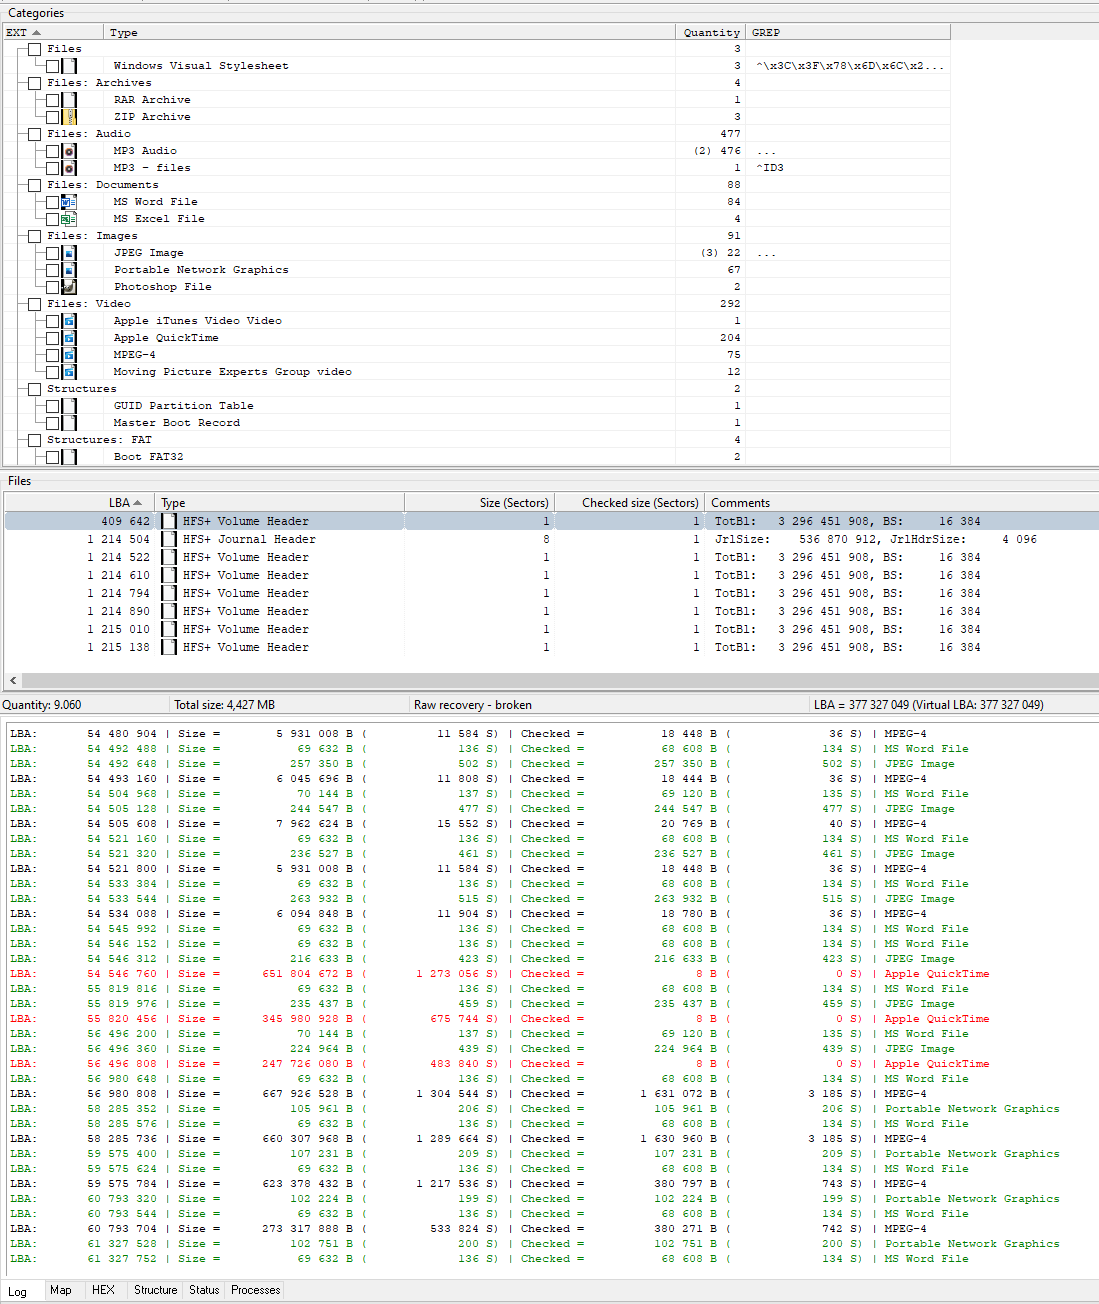 Categories
EXT Type Quantity GREP
Files 3
Windows Visual Stylesheet 3 ^\x3C\x3F\x78\x6D\x6C\x2...
Files: Archives 4
RAR Archive 1
ZIP Archive 3
Files: Audio 477
MP3 Audio (2) 476 ...
MP3 - files 1 ^ID3
Files: Documents 88
MS Word File 84
MS Excel File 4
Files: Images 91
JPEG Image (3) 22 ...
Portable Network Graphics 67
Photoshop File 2
Files: Video 292
Apple iTunes Video Video 1
Apple QuickTime 204
MPEG-4 75
Moving Picture Experts Group video 12
Structures 2
GUID Partition Table 1
Master Boot Record 1
Structures: FAT 4
Boot FAT32 2
Files
LBA Type Size (Sectors) Checked size (Sectors) Comments
409 642 HFS+ Volume Header 1 1 TotBl: 3 296 451 908, BS: 16 384
1 214 504 HFS+ Journal Header 8 1 JrlSize: 536 870 912, JrlHdrSize: 4 096
1 214 522 HFS+ Volume Header 1 1 TotBl: 3 296 451 908, BS: 16 384
1 214 610 HFS+ Volume Header 1 1 TotBl: 3 296 451 908, BS: 16 384
1 214 794 HFS+ Volume Header 1 1 TotBl: 3 296 451 908, BS: 16 384
1 214 890 HFS+ Volume Header 1 1 TotBl: 3 296 451 908, BS: 16 384
1 215 010 HFS+ Volume Header 1 1 TotBl: 3 296 451 908, BS: 16 384
1 215 138 HFS+ Volume Header 1 1 TotBl: 3 296 451 908, BS: 16 384
Quantity: 9.060 Total size: 4,427 MB Raw recovery - broken LBA = 377 327 049 (Virtual LBA: 377 327 049)
LBA: 54 480 904 | Size = 5 931 008 B ( 11 584 S) | Checked = 18 448 B ( 36 S) | MPEG-4
LBA: 54 492 488 | Size = 69 632 B ( 136 S) | Checked = 68 608 B ( 134 S) | MS Word File
LBA: 54 492 648 | Size = 257 350 B ( 502 S) | Checked = 257 350 B ( 502 S) | JPEG Image
LBA: 54 493 160 | Size = 6 045 696 B ( 11 808 S) | Checked = 18 444 B ( 36 S) | MPEG-4
LBA: 54 504 968 | Size = 70 144 B ( 137 S) | Checked = 69 120 B ( 135 S) | MS Word File
LBA: 54 505 128 | Size = 244 547 B ( 477 S) | Checked = 244 547 B ( 477 S) | JPEG Image
LBA: 54 505 608 | Size = 7 962 624 B ( 15 552 S) | Checked = 20 769 B ( 40 S) | MPEG-4
LBA: 54 521 160 | Size = 69 632 B ( 136 S) | Checked = 68 608 B ( 134 S) | MS Word File
LBA: 54 521 320 | Size = 236 527 B ( 461 S) | Checked = 236 527 B ( 461 S) | JPEG Image
LBA: 54 521 800 | Size = 5 931 008 B ( 11 584 S) | Checked = 18 448 B ( 36 S) | MPEG-4
LBA: 54 533 384 | Size = 69 632 B ( 136 S) | Checked = 68 608 B ( 134 S) | MS Word File
LBA: 54 533 544 | Size = 263 932 B ( 515 S) | Checked = 263 932 B ( 515 S) | JPEG Image
LBA: 54 534 088 | Size = 6 094 848 B ( 11 904 S) | Checked = 18 780 B ( 36 S) | MPEG-4
LBA: 54 545 992 | Size = 69 632 B ( 136 S) | Checked = 68 608 B ( 134 S) | MS Word File
LBA: 54 546 152 | Size = 69 632 B ( 136 S) | Checked = 68 608 B ( 134 S) | MS Word File
LBA: 54 546 312 | Size = 216 633 B ( 423 S) | Checked = 216 633 B ( 423 S) | JPEG Image
LBA: 54 546 760 | Size = 651 804 672 B ( 1 273 056 S) | Checked = 8 B ( 0 S) | Apple QuickTime
LBA: 55 819 816 | Size = 69 632 B ( 136 S) | Checked = 68 608 B ( 134 S) | MS Word File
LBA: 55 819 976 | Size = 235 437 B ( 459 S) | Checked = 235 437 B ( 459 S) | JPEG Image
LBA: 55 820 456 | Size = 345 980 928 B ( 675 744 S) | Checked = 8 B ( 0 S) | Apple QuickTime
LBA: 56 496 200 | Size = 70 144 B ( 137 S) | Checked = 69 120 B ( 135 S) | MS Word File
LBA: 56 496 360 | Size = 224 964 B ( 439 S) | Checked = 224 964 B ( 439 S) | JPEG Image
LBA: 56 496 808 | Size = 247 726 080 B ( 483 840 S) | Checked = 8 B ( 0 S) | Apple QuickTime
LBA: 56 980 648 | Size = 69 632 B ( 136 S) | Checked = 68 608 B ( 134 S) | MS Word File
LBA: 56 980 808 | Size = 667 926 528 B ( 1 304 544 S) | Checked = 1 631 072 B ( 3 185 S) | MPEG-4
LBA: 58 285 352 | Size = 105 961 B ( 206 S) | Checked = 105 961 B ( 206 S) | Portable Network Graphics
LBA: 58 285 576 | Size = 69 632 B ( 136 S) | Checked = 68 608 B ( 134 S) | MS Word File
LBA: 58 285 736 | Size = 660 307 968 B ( 1 289 664 S) | Checked = 1 630 960 B ( 3 185 S) | MPEG-4
LBA: 59 575 400 | Size = 107 231 B ( 209 S) | Checked = 107 231 B ( 209 S) | Portable Network Graphics
LBA: 59 575 624 | Size = 69 632 B ( 136 S) | Checked = 68 608 B ( 134 S) | MS Word File
LBA: 59 575 784 | Size = 623 378 432 B ( 1 217 536 S) | Checked = 380 797 B ( 743 S) | MPEG-4
LBA: 60 793 320 | Size = 102 224 B ( 199 S) | Checked = 102 224 B ( 199 S) | Portable Network Graphics
LBA: 60 793 544 | Size = 69 632 B ( 136 S) | Checked = 68 608 B ( 134 S) | MS Word File
LBA: 60 793 704 | Size = 273 317 888 B ( 533 824 S) | Checked = 380 271 B ( 742 S) | MPEG-4
LBA: 61 327 528 | Size = 102 751 B ( 200 S) | Checked = 102 751 B ( 200 S) | Portable Network Graphics
LBA: 61 327 752 | Size = 69 632 B ( 136 S) | Checked = 68 608 B ( 134 S) | MS Word File
Log Map HEX Structure Status Processes